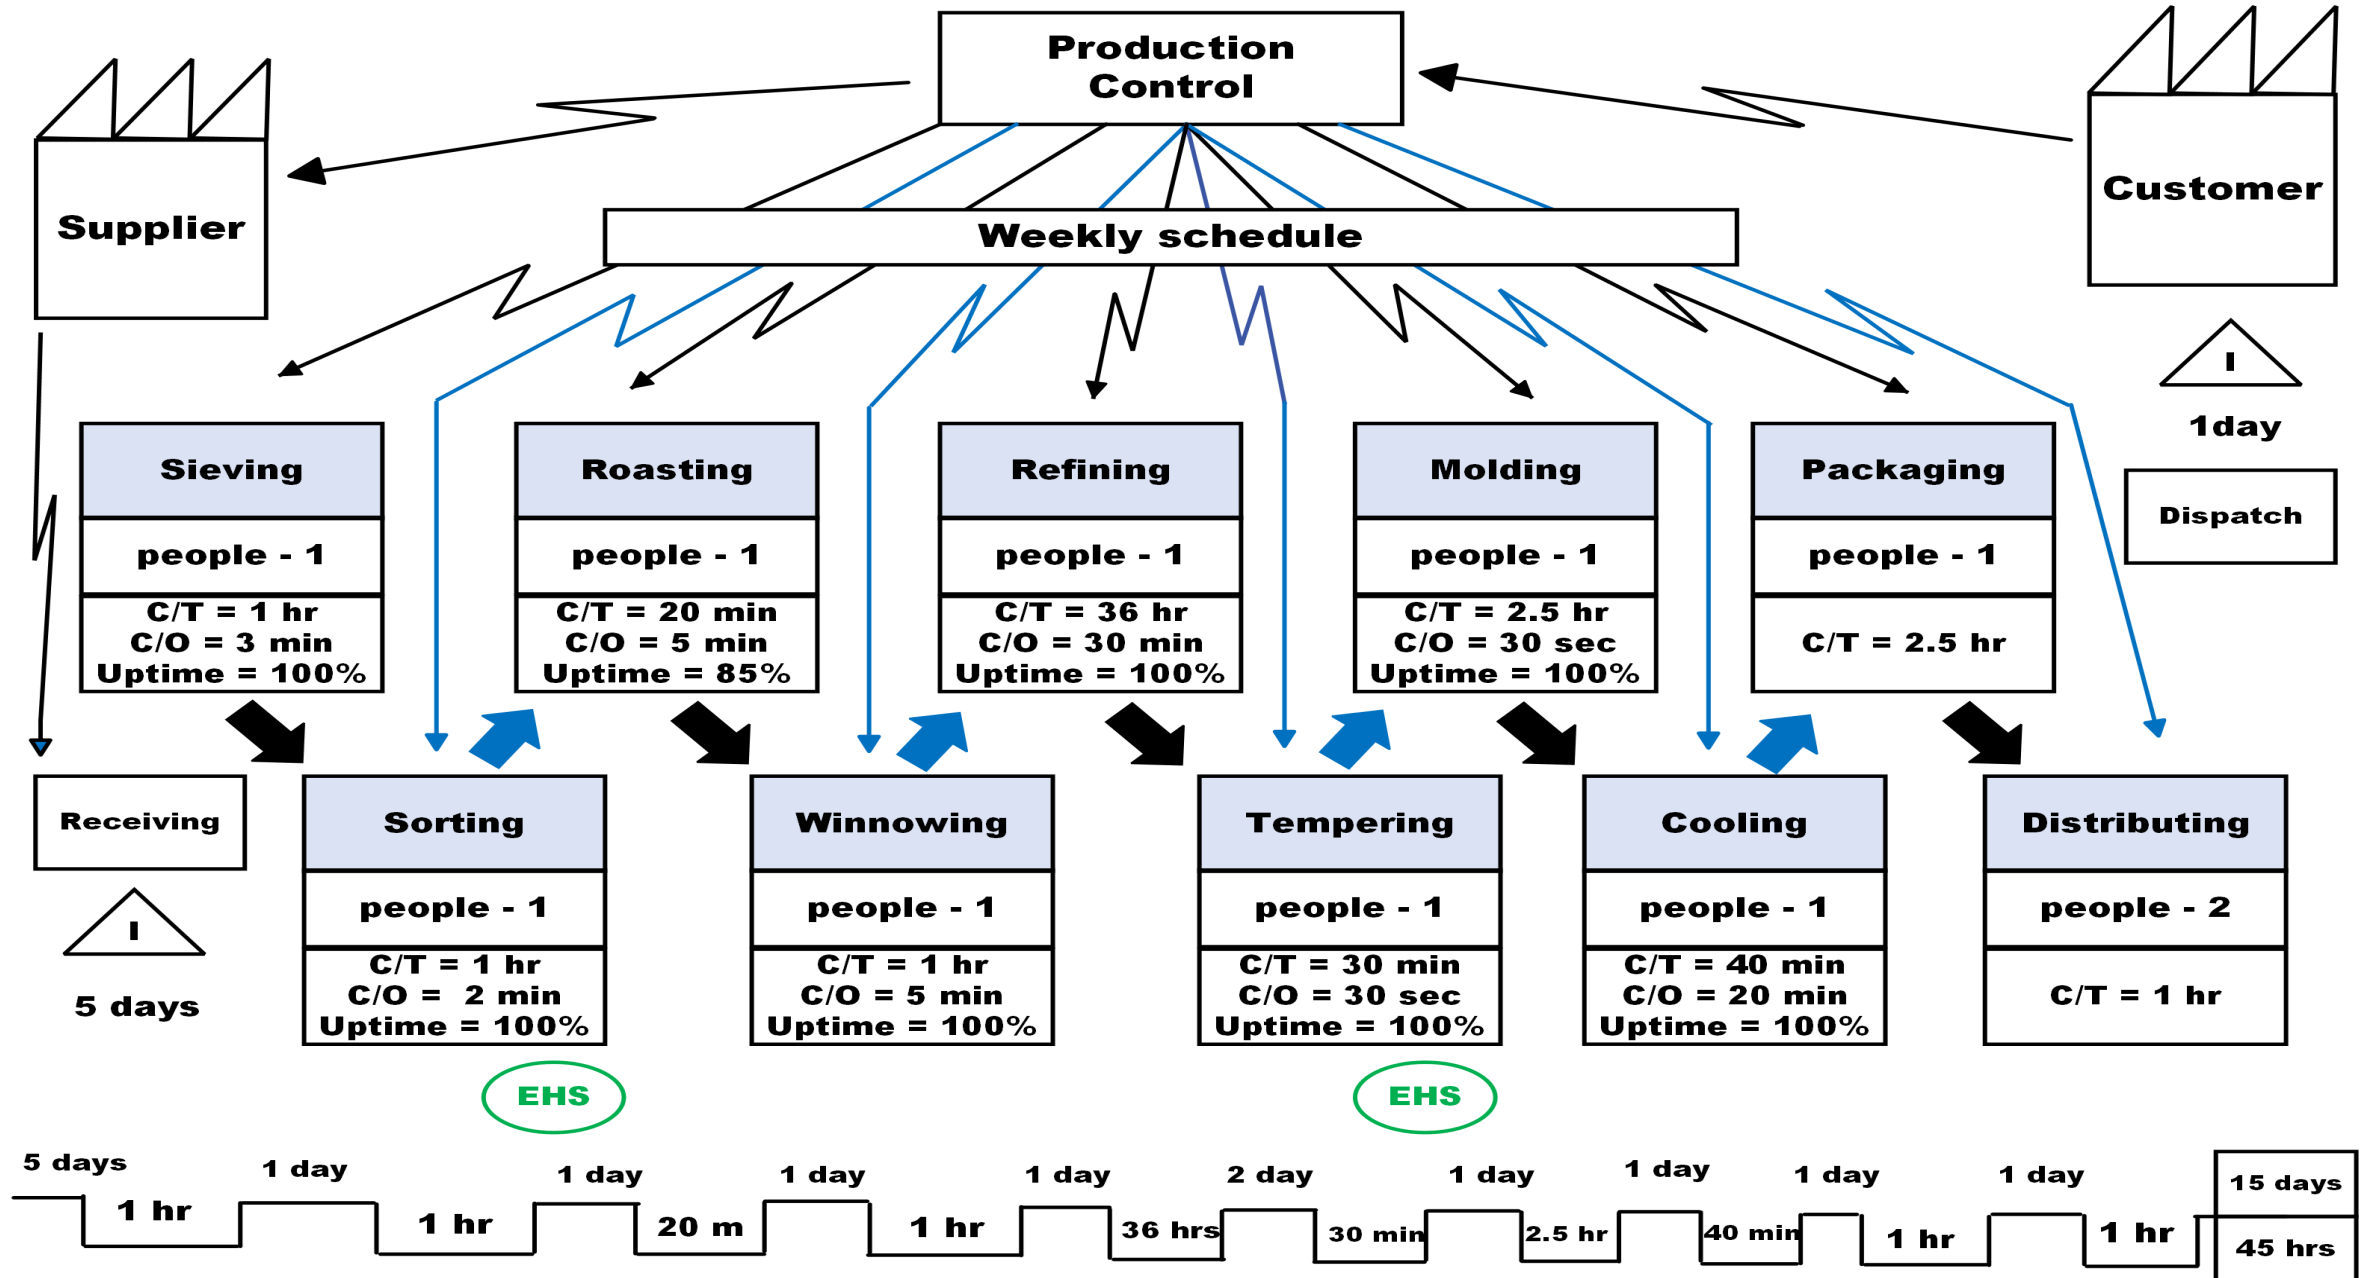 Production
Control
Supplier
Customer
Weekly schedule
I
1day
Dispatch
Sieving
people - 1
C/T = 1 hr
C/O = 3 min
Uptime = 100%
Roasting
people - 1
C/T = 20 min
C/O = 5 min
Uptime = 85%
Refining
people - 1
C/T = 36 hr
C/O = 30 min
Uptime = 100%
Molding
people - 1
C/T = 2.5 hr
C/O = 30 sec
Uptime = 100%
Packaging
people - 1
C/T = 2.5 hr
Receiving
I
5 days
Sorting
people - 1
C/T = 1 hr
C/O = 2 min
Uptime = 100%
Winnowing
people - 1
C/T = 1 hr
C/O = 5 min
Uptime = 100%
Tempering
people - 1
C/T = 30 min
C/O = 30 sec
Uptime = 100%
Cooling
people - 1
C/T = 40 min
C/O = 20 min
Uptime = 100%
Distributing
people - 2
C/T = 1 hr
EHS
EHS
5 days
1 hr
1 day
1 hr
1 day
20 m
1 day
1 hr
1 day
36 hrs
2 day
30 min
1 day
2.5 hr
1 day
40 min
1 day
1 hr
1 day
1 hr
15 days
45 hrs